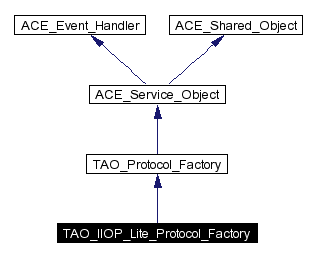 ACE_Event_Handler
ACE_Shared_Object
ACE_Service_Object
TAO_Protocol_Factory
TAO_IIOP_Lite_Protocol_Factory